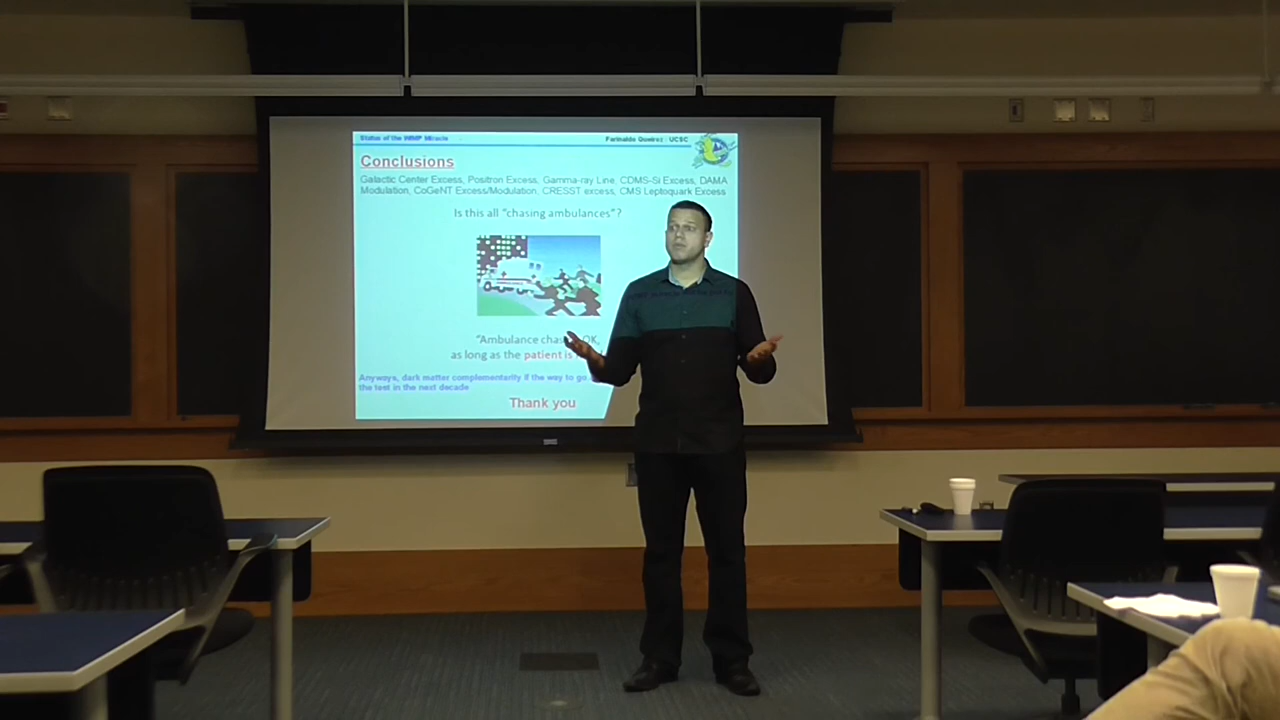 Status of the WIMP Miracle
Farinaldo Queiroz UCSC
Conclusions
Galactic Center Excess, Positron Excess, Gamma-ray Line, CDMS-Si Excess, DAMA
Modulation, CoGeNT Excess/Modulation, CRESST excess, CMS Leptoquark Excess
Is this all "chasing ambulances"?
"Ambulance OK,
as long as the patient is
Anyways, dark matter complementarity if the way to go
the test in the next decade
Thank you